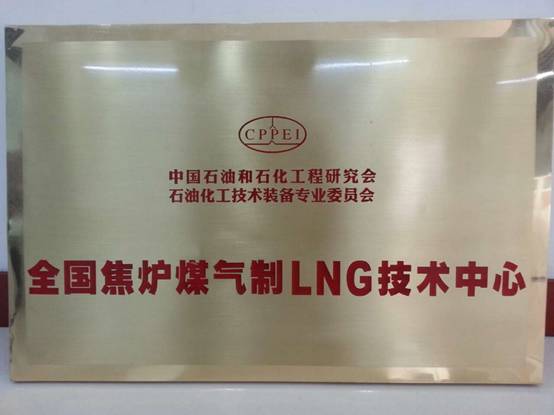 CPPEI
中国石油和石化工程研究会
石油化工技术装备专业委员会
全国焦炉煤气制LNG技术中心